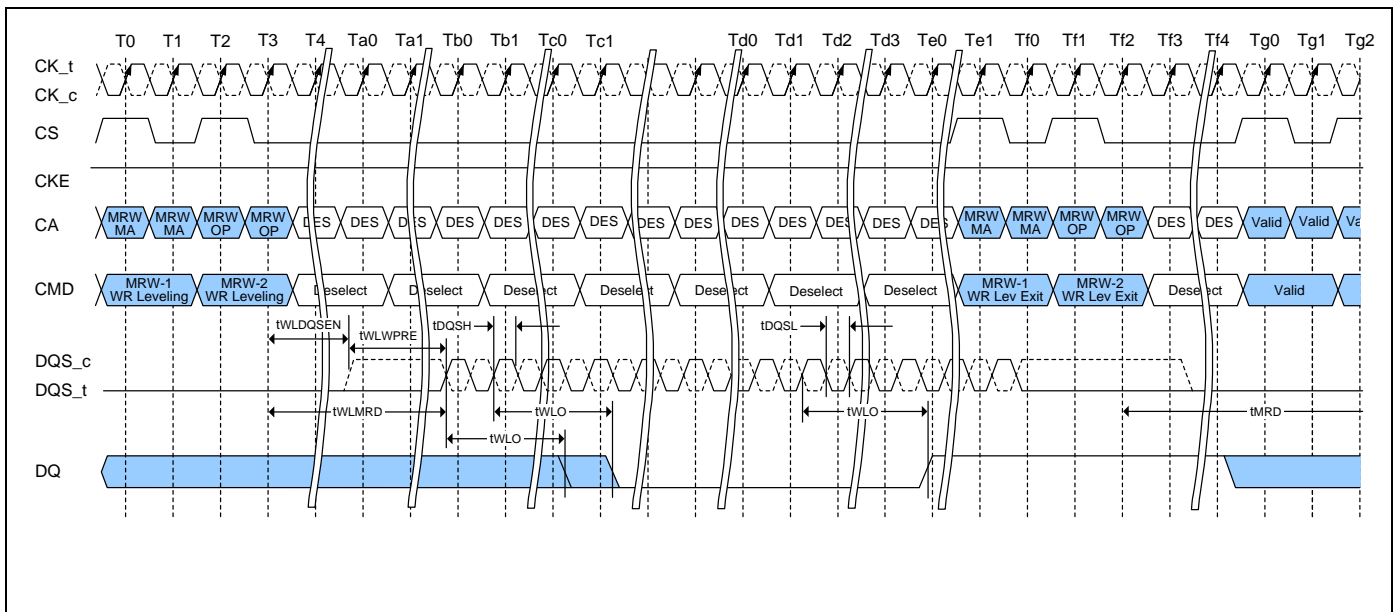 T0 T1 T2 T3 T4 Ta0 Ta1 Tb0 Tb1 Tc0 Tc1 Td0 Td1 Td2 Td3 Te0 Te1 Tf0 Tf1 Tf2 Tf3 Tf4 Tg0 Tg1 Tg2
CK_t
CK_c
CS
CKE
CA
MRW MRW MRW MRW DES DES DES DES DES DES DES DES DES DES DES DES DES DES MRW MRW MRW MRW DES DES Valid Valid Va
MA MA OP OP MA MA OP OP
CMD
MRW-1 MRW-2 Deselect Deselect Deselect Deselect Deselect Deselect Deselect MRW-1 MRW-2 Deselect Valid
WR Leveling WR Leveling WR Lev Exit WR Lev Exit
tWLDQSEN tDQSH tDQSL
tWLWPRE
DQS_c
DQS_t
tWLMRD tWLO tWLO tMRD
tWLO
DQ